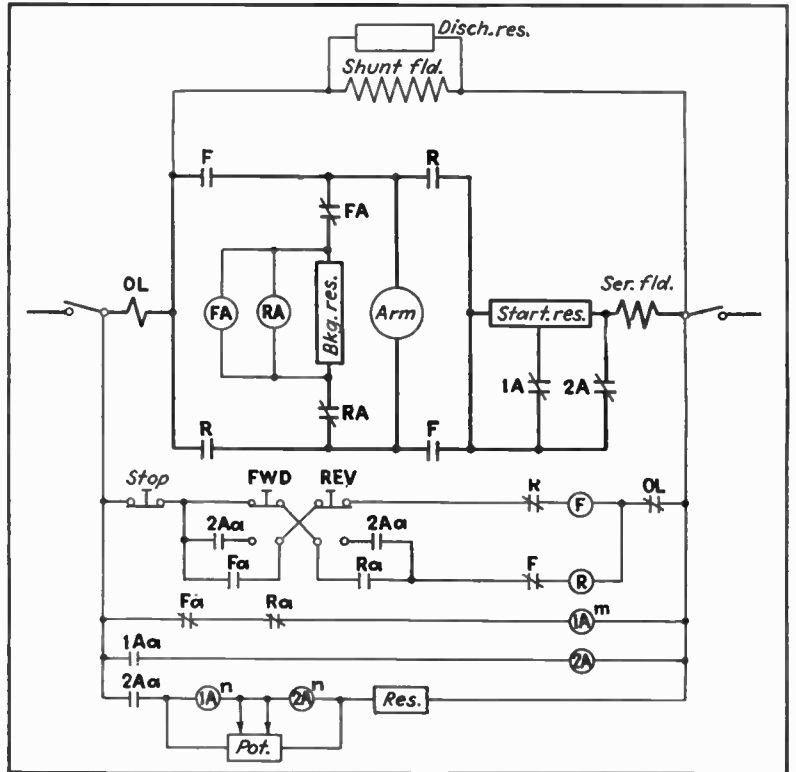 Disch. res.
Shunt fld.
F
R
FA
OL
FA
RA
Bkg. res.
Arm
Ser. fld.
Start. res.
1A
2A
R
RA
F
Stop
FWD
REV
R
F
OL
2Aa
2Aa
Fa
Ra
F
R
Fa
Ra
1A m
1Aa
2A
2Aa
1A n
2A n
Res.
Pot.